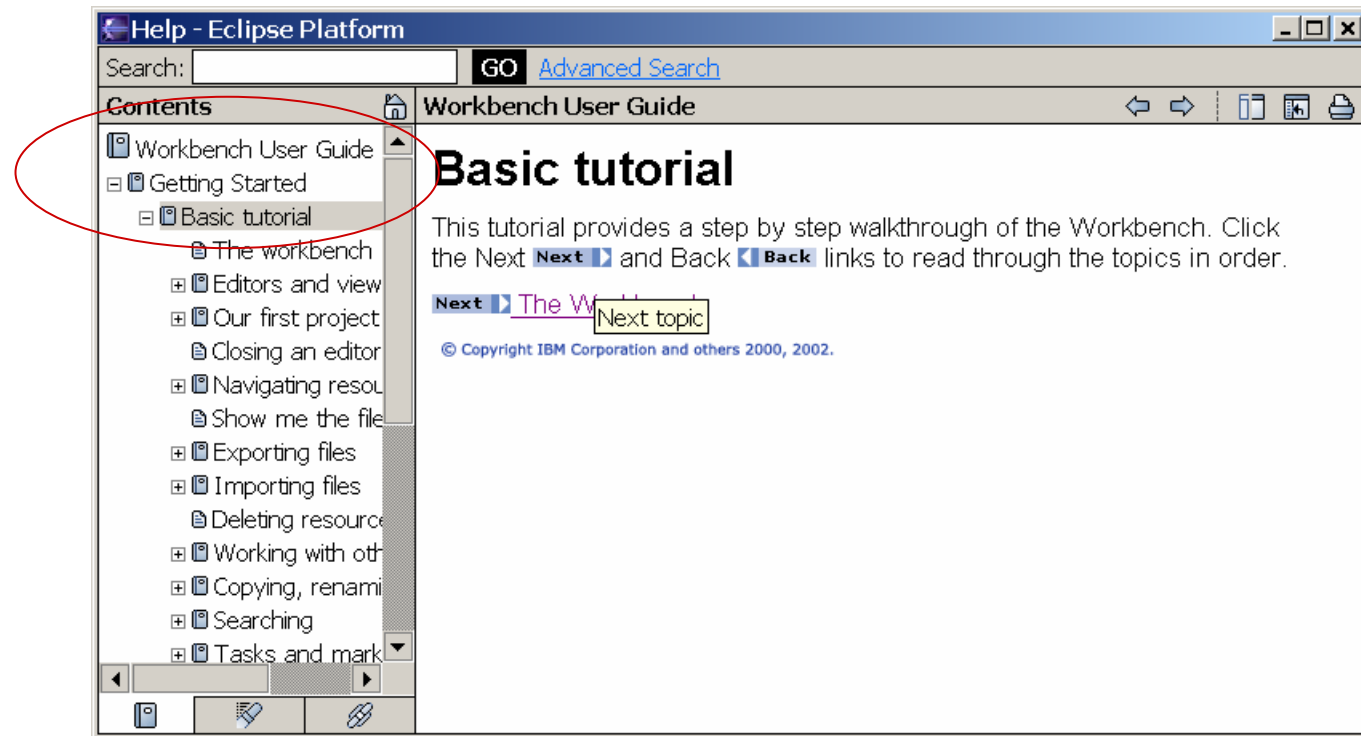 Help - Eclipse Platform
Search: GO Advanced Search
Contents
Workbench User Guide
Getting Started
Basic tutorial
The workbench
Editors and view
Our first project
Closing an editor
Navigating resou
Show me the file
Exporting files
Importing files
Deleting resource
Working with oth
Copying, renami
Searching
Tasks and mark
Workbench User Guide
Basic tutorial
This tutorial provides a step by step walkthrough of the Workbench. Click
the Next Next and Back Back links to read through the topics in order.
Next The
Next topic
© Copyright IBM Corporation and others 2000, 2002.